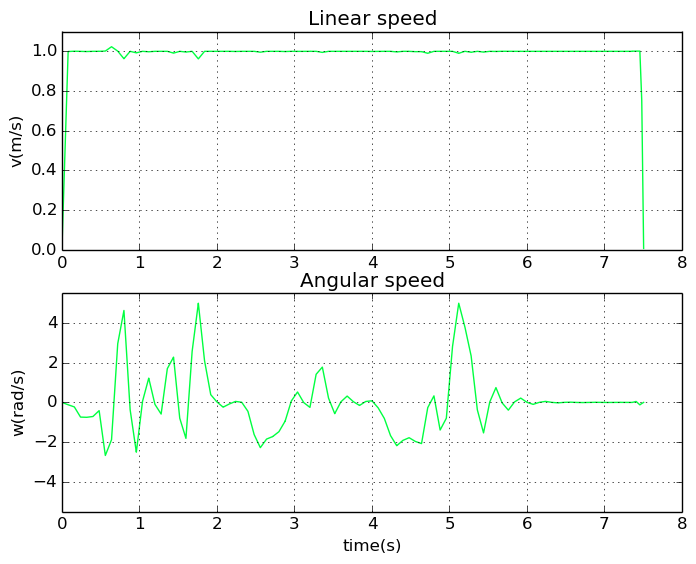 Linear speed
1.0
0.8
0.6
0.4
0.2
0.0
v(m/s)
0 1 2 3 4 5 6 7 8
Angular speed
4
2
0
−2
−4
w(rad/s)
0 1 2 3 4 5 6 7 8
time(s)